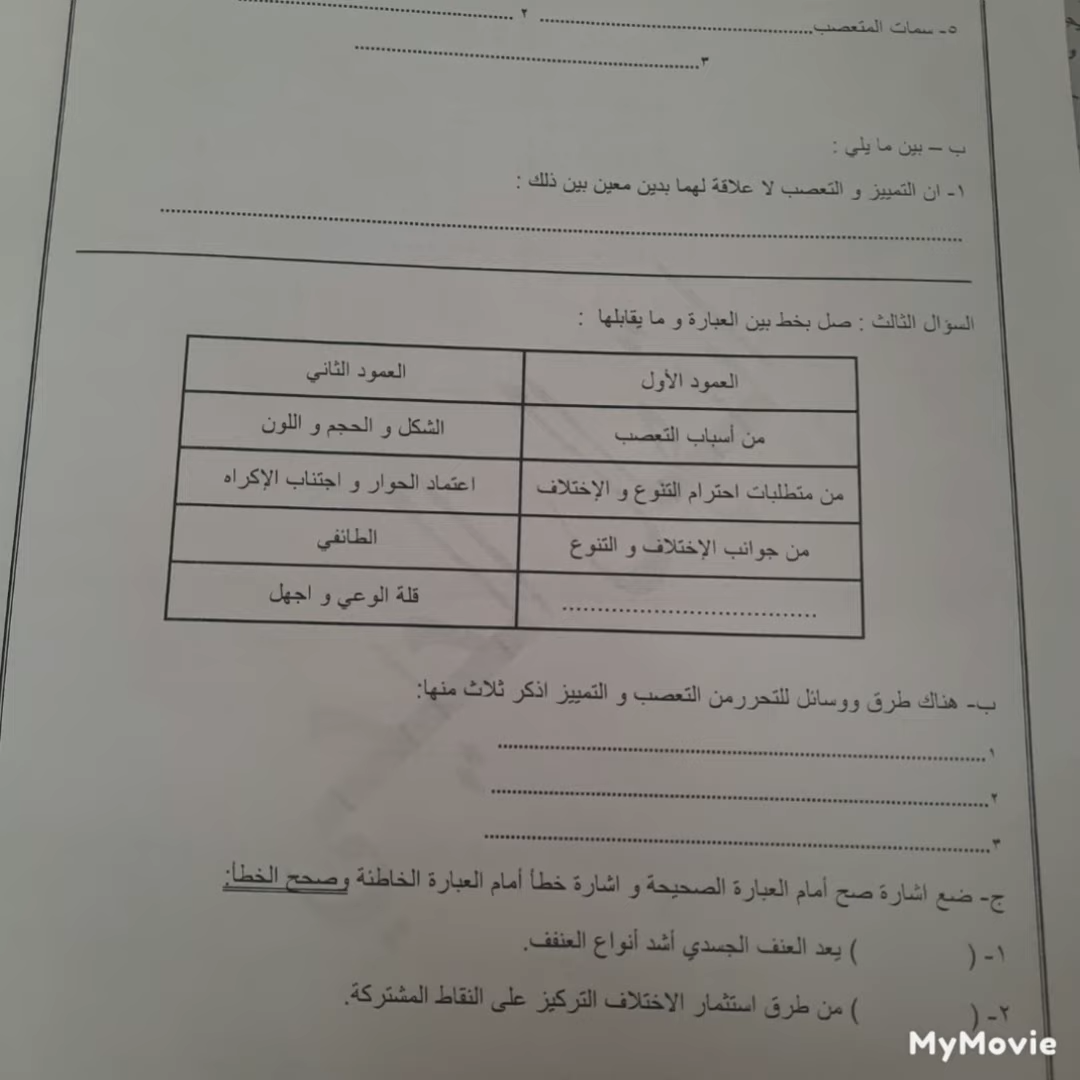 ٥- سمات المتعصب........................................ ٢ ........................................
٣........................................
ب – بين ما يلي :
١- ان التمييز و التعصب لا علاقة لهما بدين معين بين ذلك :
السؤال الثالث : صل بخط بين العبارة و ما يقابلها :
العمود الأول العمود الثاني
من أسباب التعصب الشكل و الحجم و اللون
من متطلبات احترام التنوع و الإختلاف اعتماد الحوار و اجتناب الإكراه
من جوانب الإختلاف و التنوع الطائفي
................................ قلة الوعي و اجهل
ب- هناك طرق ووسائل للتحررمن التعصب و التمييز اذكر ثلاث منها:
١........................................
٢........................................
٣........................................
ج- ضع اشارة صح أمام العبارة الصحيحة و اشارة خطأ أمام العبارة الخاطئة وصحح الخطأ:
١- ( ) يعد العنف الجسدي أشد أنواع العنفف.
٢- ( ) من طرق استثمار الاختلاف التركيز على النقاط المشتركة.
MyMovie